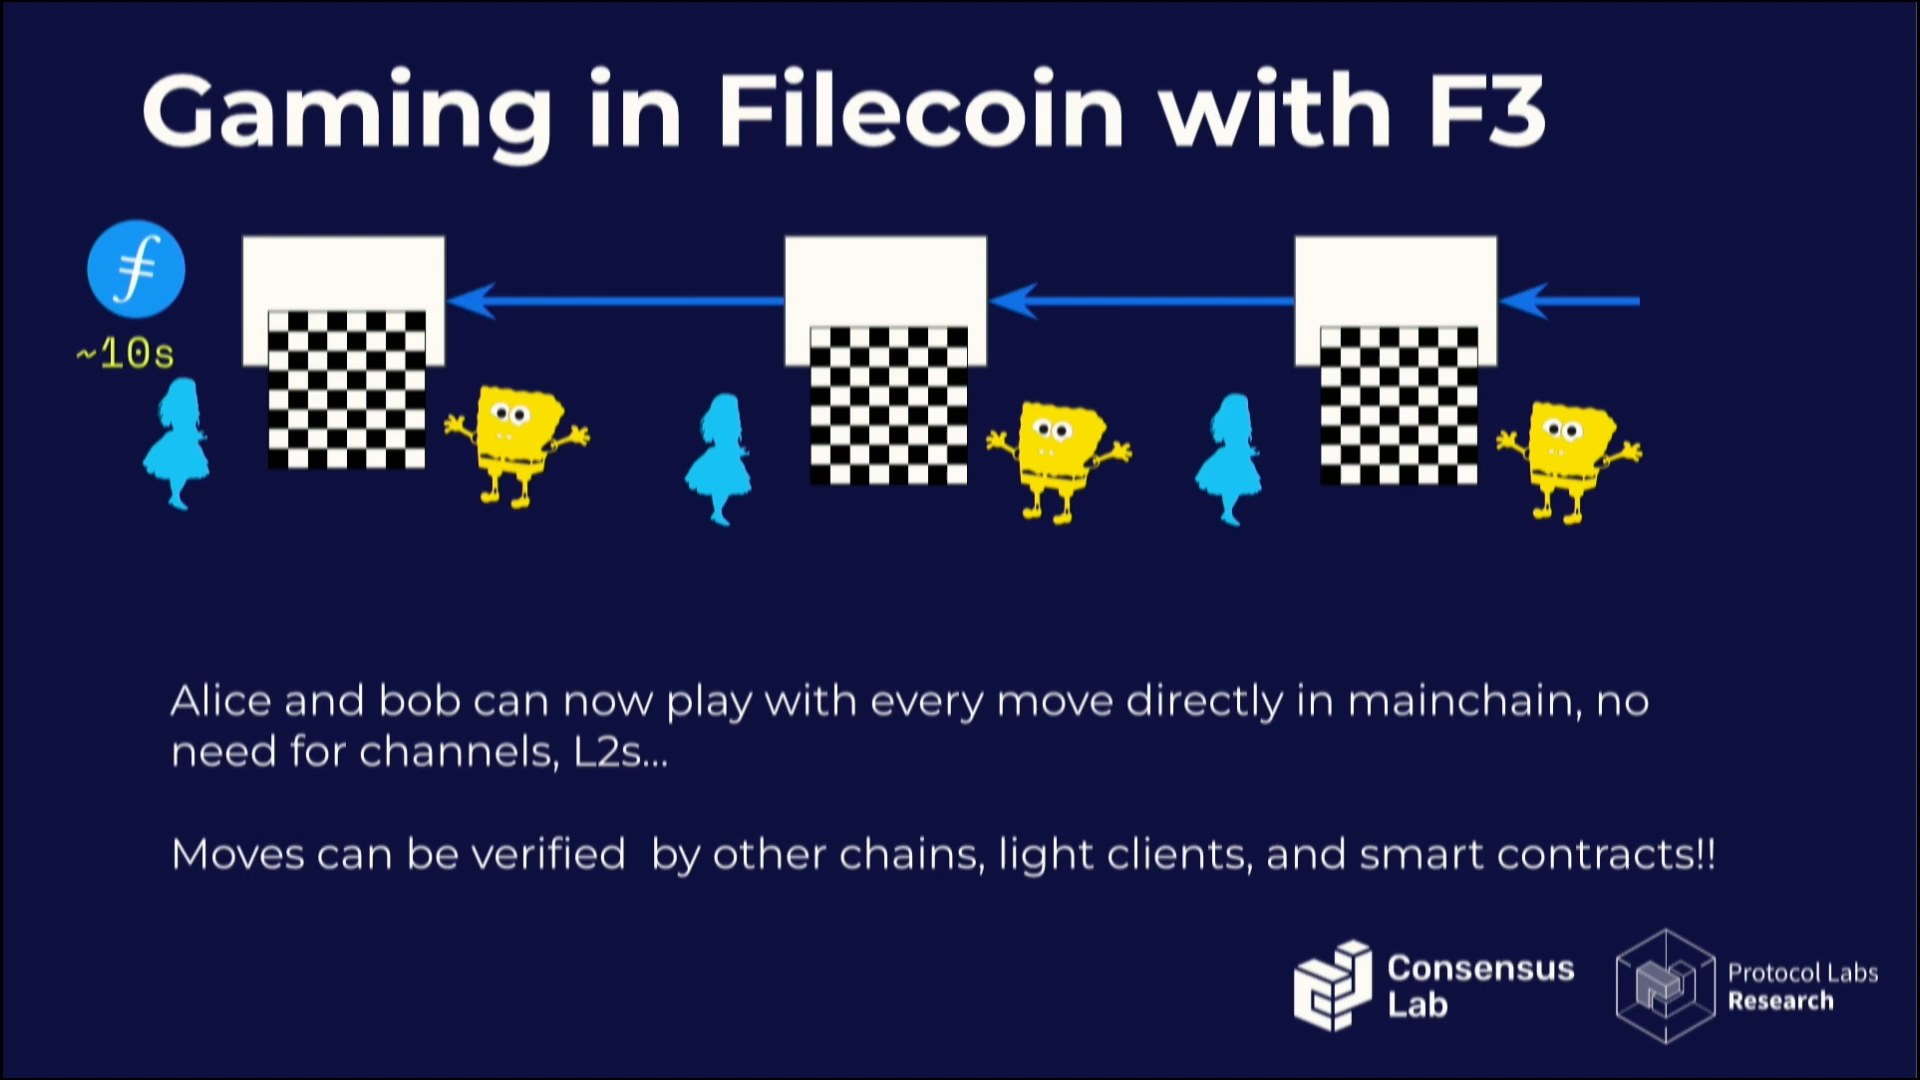 Gaming in Filecoin with F3
~10s
Alice and bob can now play with every move directly in mainchain, no
need for channels, L2s...
Moves can be verified  by other chains, light clients, and smart contracts!!
Consensus
Lab
Protocol Labs
Research